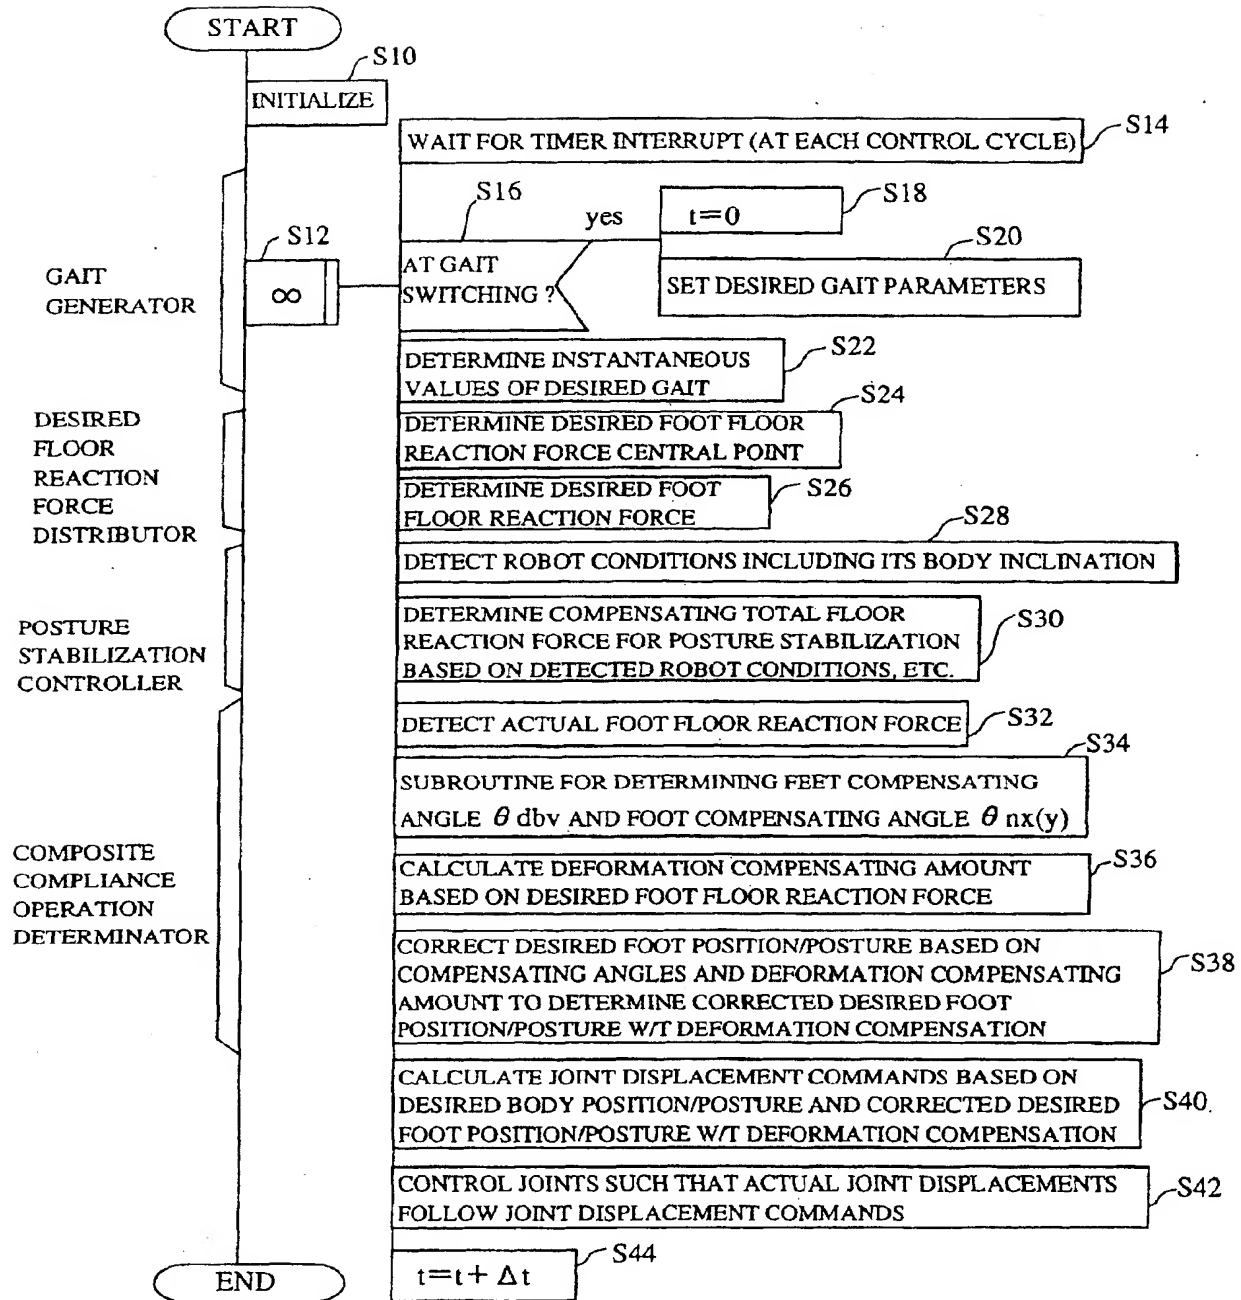 START
S10
INITIALIZE
WAIT FOR TIMER INTERRUPT (AT EACH CONTROL CYCLE)
S14
S16
yes
t=0
S18
S12
∞
AT GAIT
SWITCHING ?
S20
SET DESIRED GAIT PARAMETERS
GAIT
GENERATOR
DETERMINE INSTANTANEOUS
VALUES OF DESIRED GAIT
S22
S24
DESIRED
FLOOR
REACTION
FORCE
DISTRIBUTOR
DETERMINE DESIRED FOOT FLOOR
REACTION FORCE CENTRAL POINT
DETERMINE DESIRED FOOT
FLOOR REACTION FORCE
S26
S28
DETECT ROBOT CONDITIONS INCLUDING ITS BODY INCLINATION
POSTURE
STABILIZATION
CONTROLLER
DETERMINE COMPENSATING TOTAL FLOOR
REACTION FORCE FOR POSTURE STABILIZATION
BASED ON DETECTED ROBOT CONDITIONS, ETC.
S30
DETECT ACTUAL FOOT FLOOR REACTION FORCE
S32
S34
SUBROUTINE FOR DETERMINING FEET COMPENSATING
ANGLE θ dbv AND FOOT COMPENSATING ANGLE θ nx(y)
COMPOSITE
COMPLIANCE
OPERATION
DETERMINATOR
CALCULATE DEFORMATION COMPENSATING AMOUNT
BASED ON DESIRED FOOT FLOOR REACTION FORCE
S36
CORRECT DESIRED FOOT POSITION/POSTURE BASED ON
COMPENSATING ANGLES AND DEFORMATION COMPENSATING
AMOUNT TO DETERMINE CORRECTED DESIRED FOOT
POSITION/POSTURE W/T DEFORMATION COMPENSATION
S38
CALCULATE JOINT DISPLACEMENT COMMANDS BASED ON
DESIRED BODY POSITION/POSTURE AND CORRECTED DESIRED
FOOT POSITION/POSTURE W/T DEFORMATION COMPENSATION
S40
CONTROL JOINTS SUCH THAT ACTUAL JOINT DISPLACEMENTS
FOLLOW JOINT DISPLACEMENT COMMANDS
S42
t=t+ Δt
S44
END